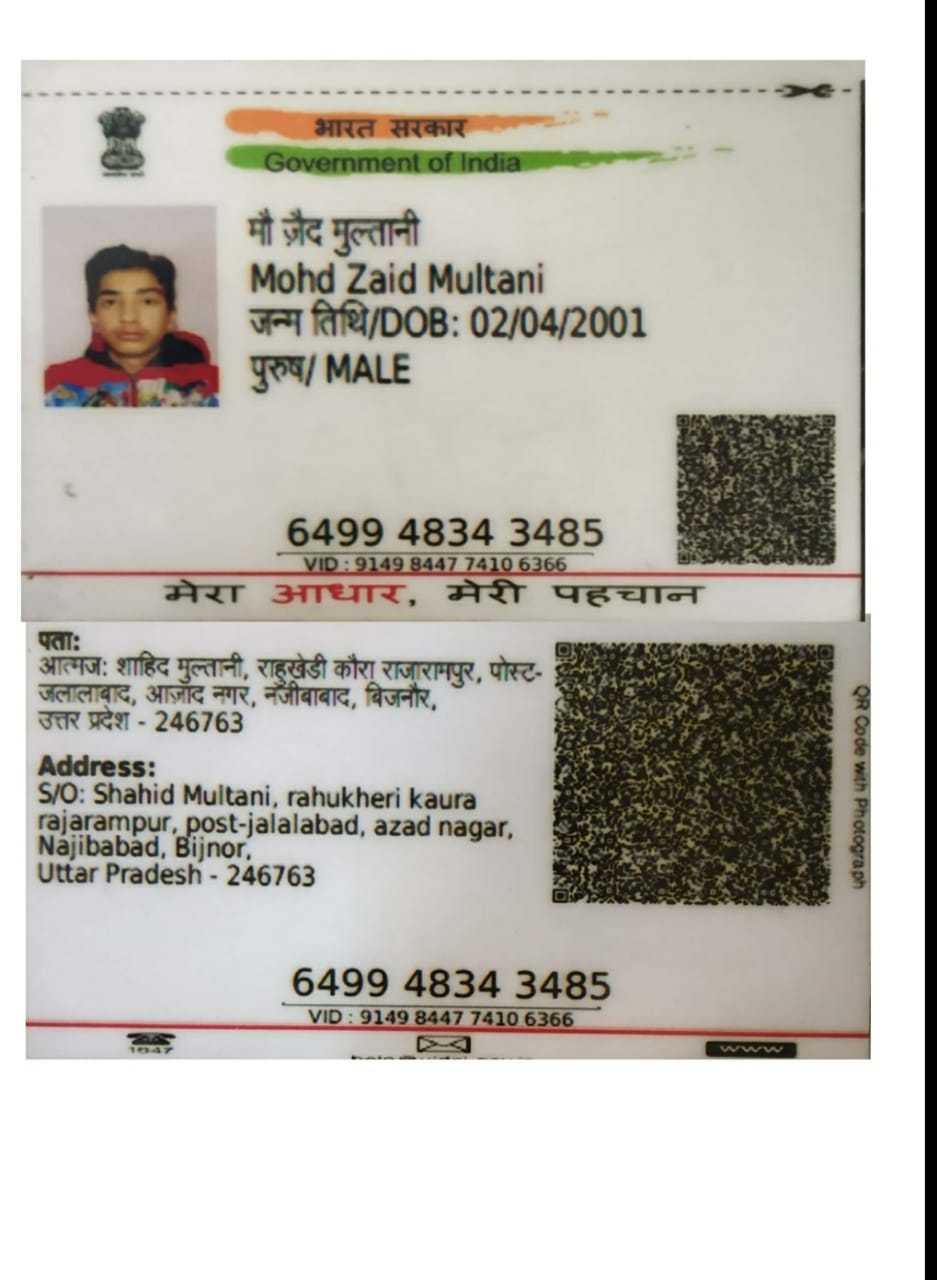 भारत सरकार
Government of India
मौ ज़ैद मुल्तानी
Mohd Zaid Multani
जन्म तिथि/DOB: 02/04/2001
पुरुष/ MALE
6499 4834 3485
VID : 9149 8447 7410 6366
मेरा आधार, मेरी पहचान
पता:
आत्मज: शाहिद मुल्तानी, राहुखेडी कौरा राजारामपुर, पोस्ट-
जलालाबाद, आज़ाद नगर, नजीबाबाद, बिजनौर,
उत्तर प्रदेश - 246763
Address:
S/O: Shahid Multani, rahukheri kaura
rajarampur, post-jalalabad, azad nagar,
Najibabad, Bijnor,
Uttar Pradesh - 246763
QR Code with Photograph
6499 4834 3485
VID : 9149 8447 7410 6366
1947
www